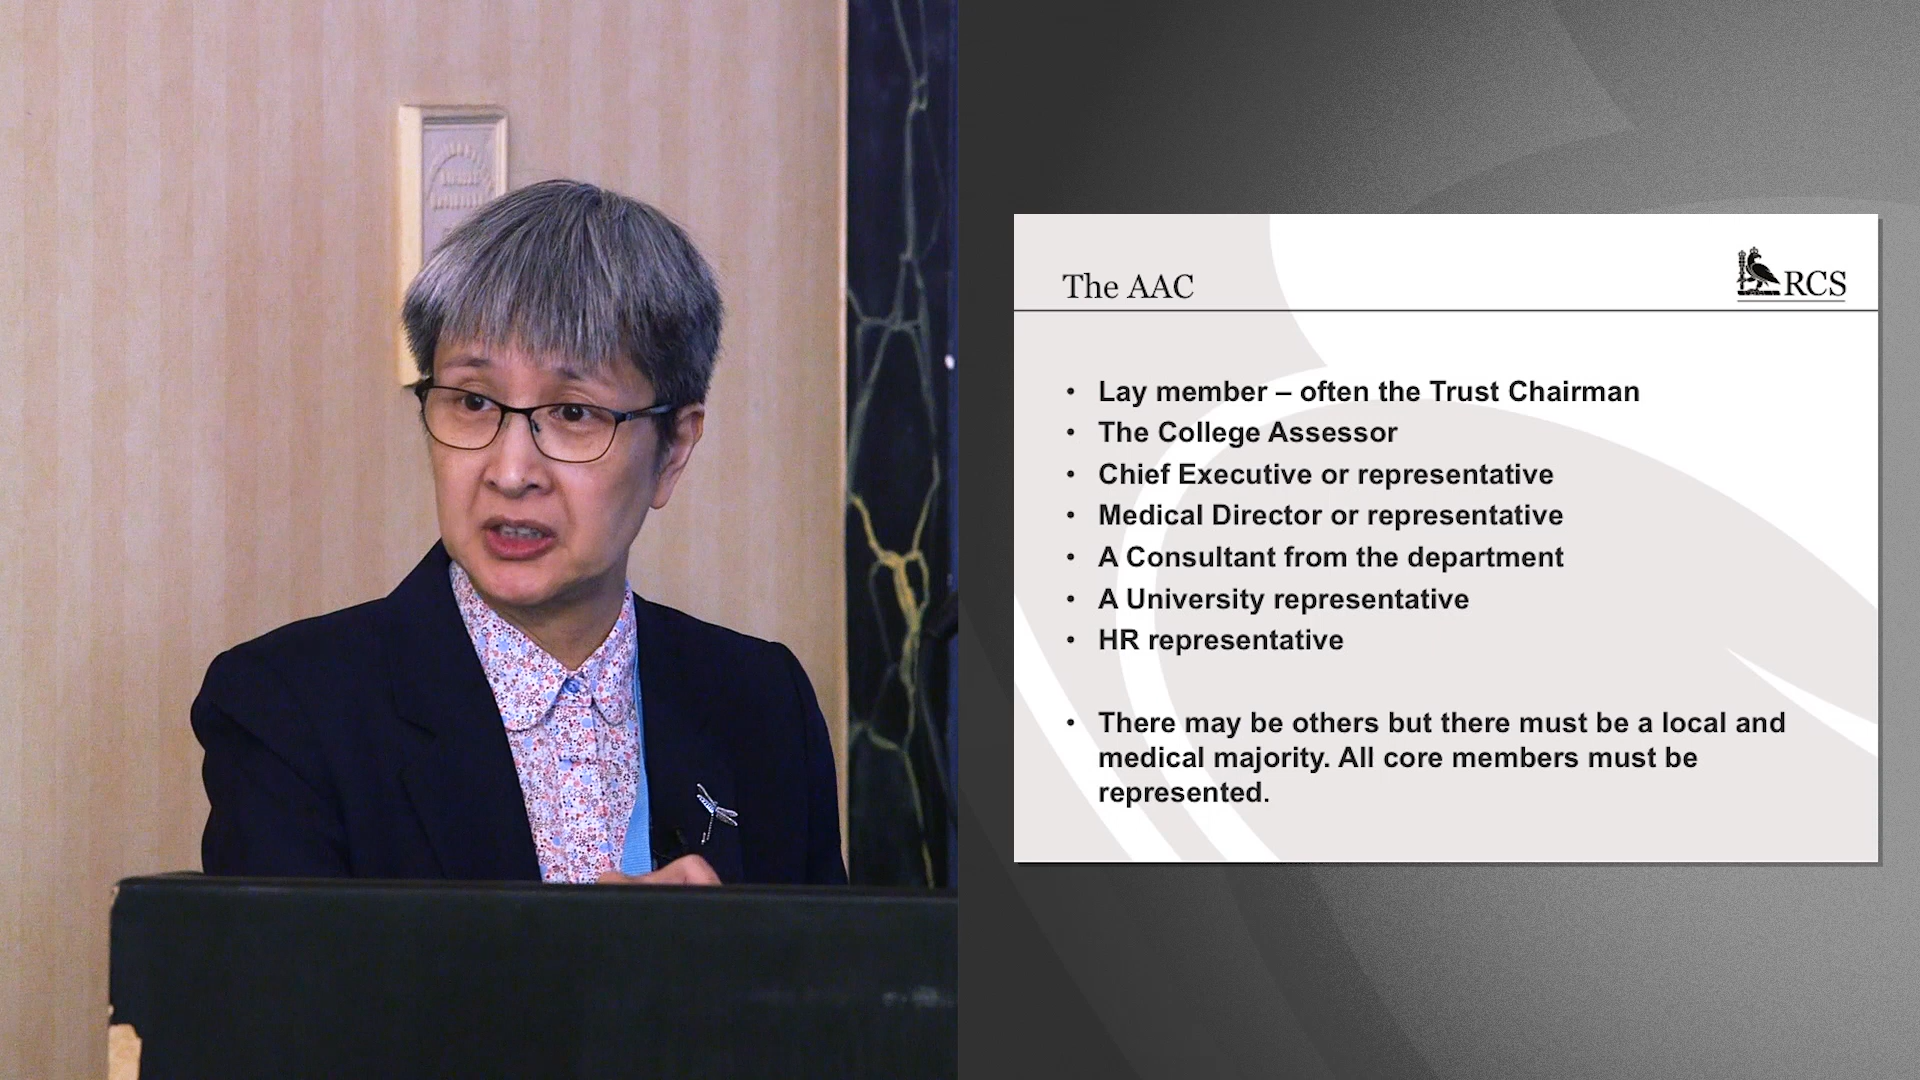 The AAC
RCS
• Lay member – often the Trust Chairman
• The College Assessor
• Chief Executive or representative
• Medical Director or representative
• A Consultant from the department
• A University representative
• HR representative
• There may be others but there must be a local and
medical majority. All core members must be
represented.